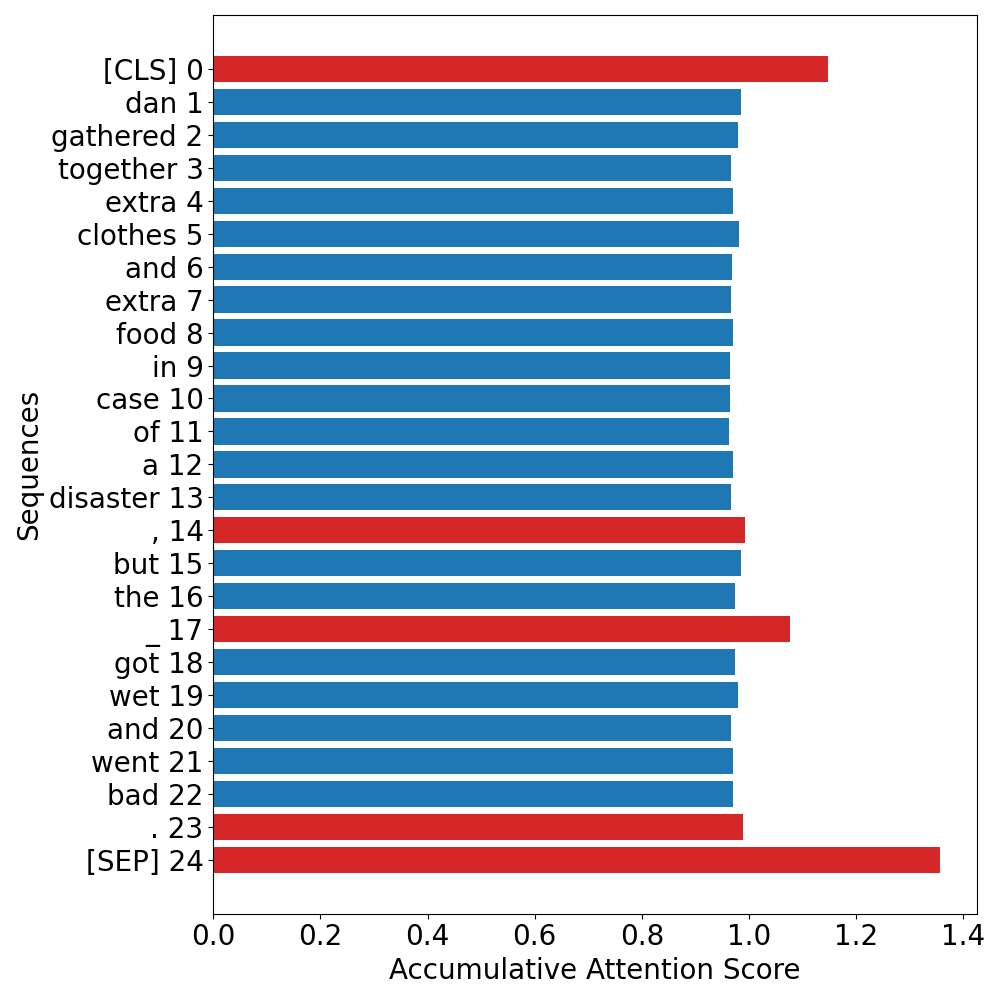 [CLS] 0
dan 1
gathered 2
together 3
extra 4
clothes 5
and 6
extra 7
food 8
in 9
case 10
of 11
a 12
disaster 13
, 14
but 15
the 16
_ 17
got 18
wet 19
and 20
went 21
bad 22
. 23
[SEP] 24
Sequences
0.0 0.2 0.4 0.6 0.8 1.0 1.2 1.4
Accumulative Attention Score